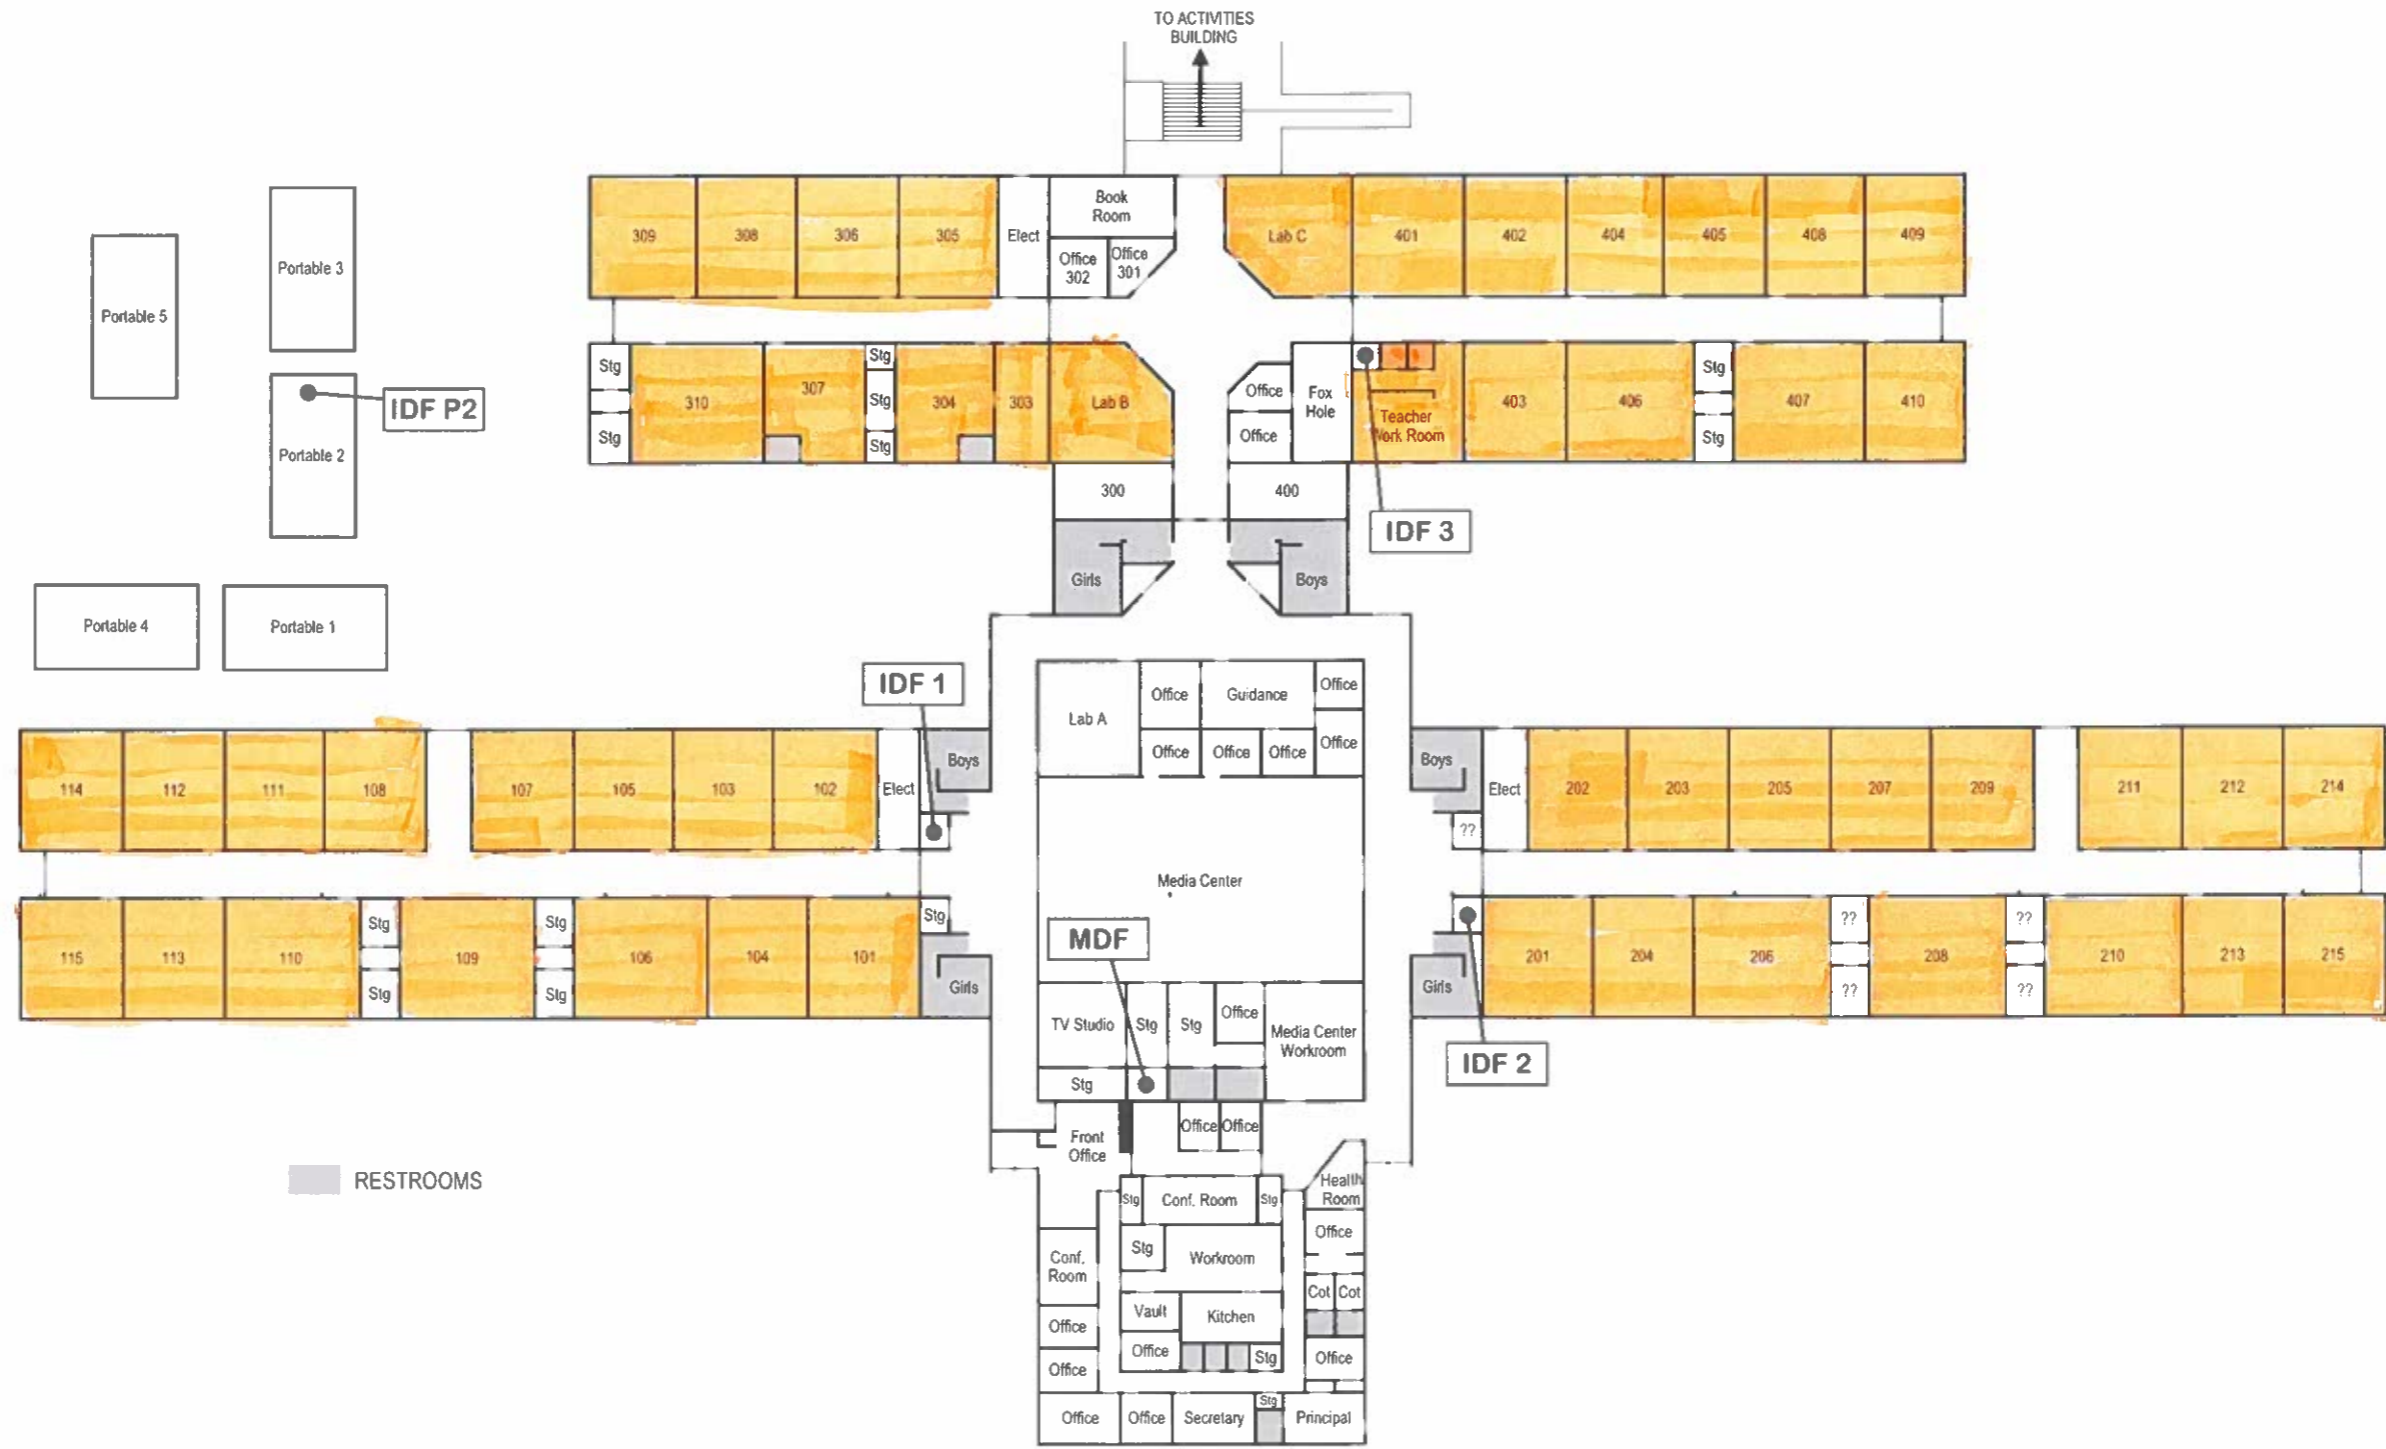 TO ACTIVITIES
BUILDING
Portable 3
Portable 5
309
308
306
305
Elect
Book
Room
Office
302
Office
301
Lab C
401
402
404
405
408
409
IDF P2
Portable 2
Stg
Stg
310
307
Stg
Stg
Stg
304
303
Lab B
Office
Office
Fox
Hole
Teacher
Work Room
403
406
Stg
Stg
407
410
300
400
IDF 3
Girls
Boys
Portable 4
Portable 1
IDF 1
Lab A
Office
Guidance
Office
Office
Office
Office
Office
114
112
111
108
107
105
103
102
Elect
Boys
Boys
Elect
??
202
203
205
207
209
211
212
214
Media Center
115
113
110
Stg
Stg
109
Stg
Stg
106
104
101
Stg
Girls
MDF
Girls
201
204
206
??
??
208
??
??
210
213
215
TV Studio
Stg
Stg
Office
Media Center
Workroom
Stg
IDF 2
Front
Office
Office
Office
RESTROOMS
Health
Room
Stg
Conf. Room
Stg
Office
Conf.
Room
Stg
Workroom
Cot
Cot
Vault
Kitchen
Office
Office
Stg
Office
Office
Office
Office
Secretary
Stg
Principal